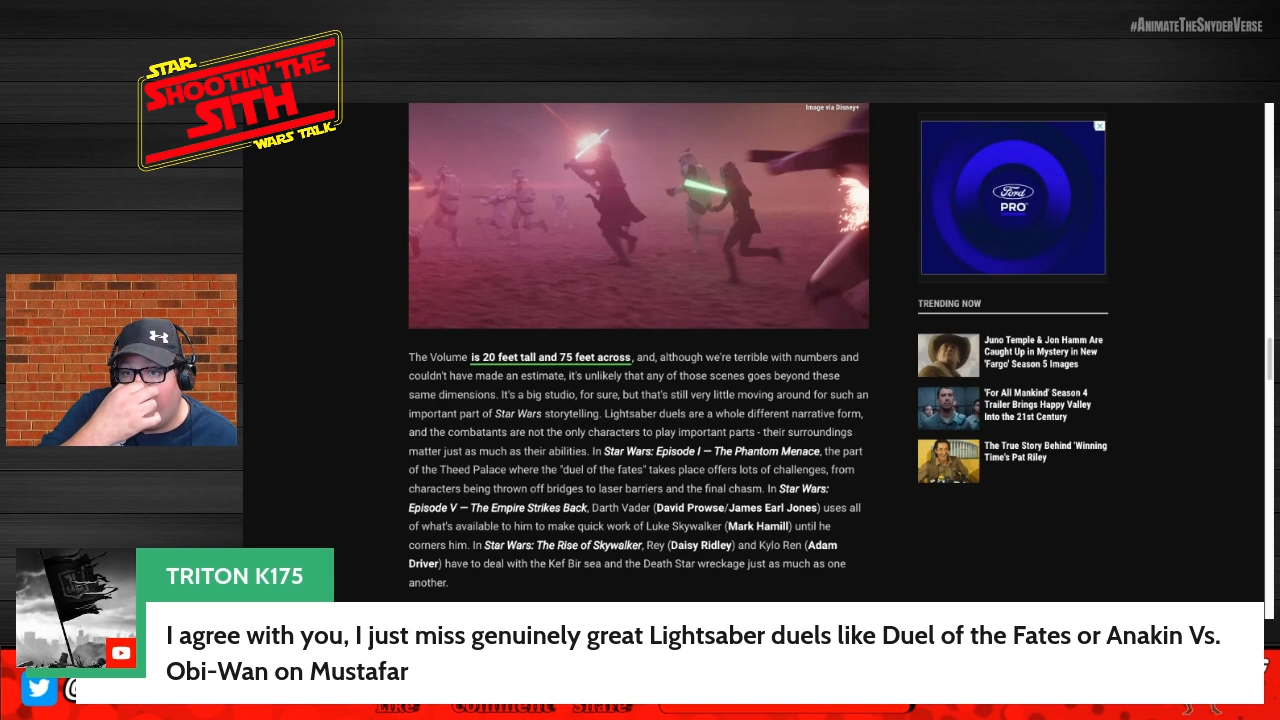 #AnimateTheSnyderVerse
STAR
SHOOTIN' THE
SITH
WARS TALK
Image via Disney+
Ford
PRO
TRENDING NOW
Juno Temple & Jon Hamm Are
Caught Up in Mystery in New
'Fargo' Season 5 Images
'For All Mankind' Season 4
Trailer Brings Happy Valley
Into the 21st Century
The True Story Behind 'Winning
Time's Pat Riley
The Volume is 20 feet tall and 75 feet across, and, although we're terrible with numbers and
couldn't have made an estimate, it's unlikely that any of those scenes goes beyond these
same dimensions. It's a big studio, for sure, but that's still very little moving around for such an
important part of Star Wars storytelling. Lightsaber duels are a whole different narrative form,
and the combatants are not the only characters to play important parts - their surroundings
matter just as much as their abilities. In Star Wars: Episode I — The Phantom Menace, the part
of the Theed Palace where the "duel of the fates" takes place offers lots of challenges, from
characters being thrown off bridges to laser barriers and the final chasm. In Star Wars:
Episode V — The Empire Strikes Back, Darth Vader (David Prowse/James Earl Jones) uses all
of what's available to him to make quick work of Luke Skywalker (Mark Hamill) until he
corners him. In Star Wars: The Rise of Skywalker, Rey (Daisy Ridley) and Kylo Ren (Adam
Driver) have to deal with the Kef Bir sea and the Death Star wreckage just as much as one
another.
TRITON K175
I agree with you, I just miss genuinely great Lightsaber duels like Duel of the Fates or Anakin Vs.
Obi-Wan on Mustafar
Like Comment Share